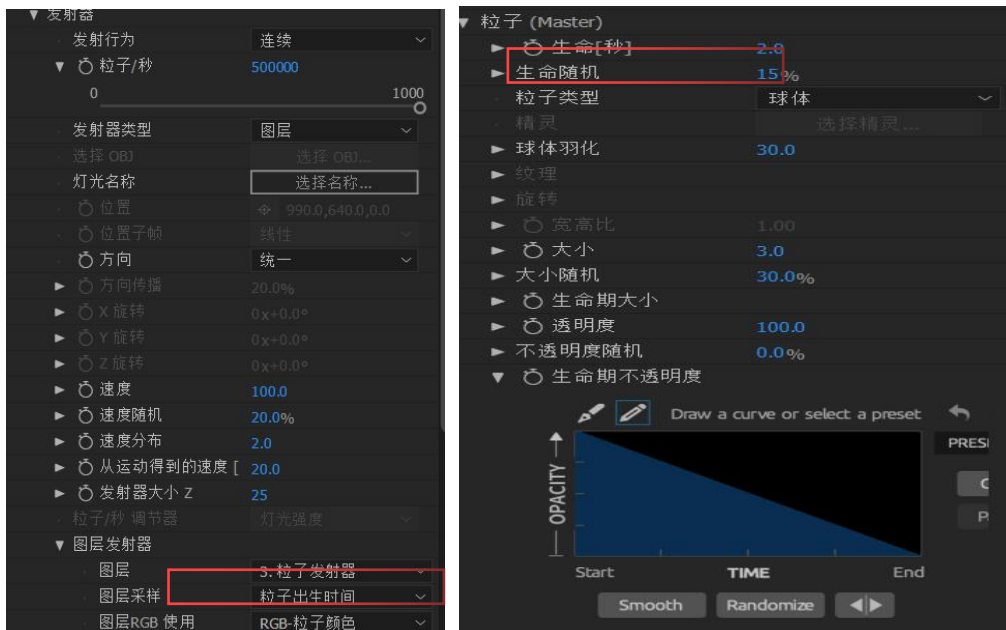 发射器
发射行为 连续
粒子/秒 500000
0 1000
发射器类型 图层
选择 OBJ 选择 OBJ...
灯光名称 选择名称...
位置 990.0,640.0,0.0
位置子帧 线性
方向 统一
方向传播 20.0%
X 旋转 0x+0.0°
Y 旋转 0x+0.0°
Z 旋转 0x+0.0°
速度 100.0
速度随机 20.0%
速度分布 2.0
从运动得到的速度 [ 20.0
发射器大小 Z 25
粒子/秒 调节器 灯光强度
图层发射器
图层 3. 粒子发射器
图层采样 粒子出生时间
图层RGB 使用 RGB-粒子颜色
粒子 (Master)
生命[秒] 2.0
生命随机 15%
粒子类型 球体
精灵 选择精灵...
球体羽化 30.0
纹理
旋转
宽高比 1.00
大小 3.0
大小随机 30.0%
生命期大小
透明度 100.0
不透明度随机 0.0%
生命期不透明度
Draw a curve or select a preset
PRESE
OPACITY
C
P
Start TIME End
Smooth Randomize